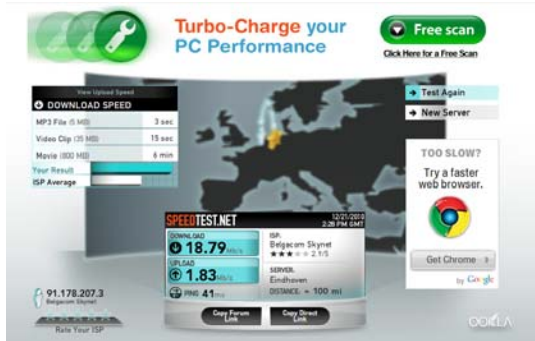 Turbo-Charge your
PC Performance
Free scan
Click Here for a Free Scan
View Upload Speed
DOWNLOAD SPEED
MP3 File (5 MB) 3 sec
Video Clip (35 MB) 15 sec
Movie (800 MB) 6 min
Your Result
ISP Average
Test Again
New Server
TOO SLOW?
Try a faster
web browser.
Get Chrome
by Google
SPEEDTEST.NET
12/21/2010
2:28 PM GMT
DOWNLOAD
18.79 Mb/s
UPLOAD
1.83 Mb/s
PING 41 ms
ISP:
Belgacom Skynet
2.9/5
SERVER:
Eindhoven
DISTANCE: ~ 100 mi
Copy Forum
Link
Copy Direct
Link
91.178.207.3
Belgacom Skynet
Rate Your ISP
OOKLA